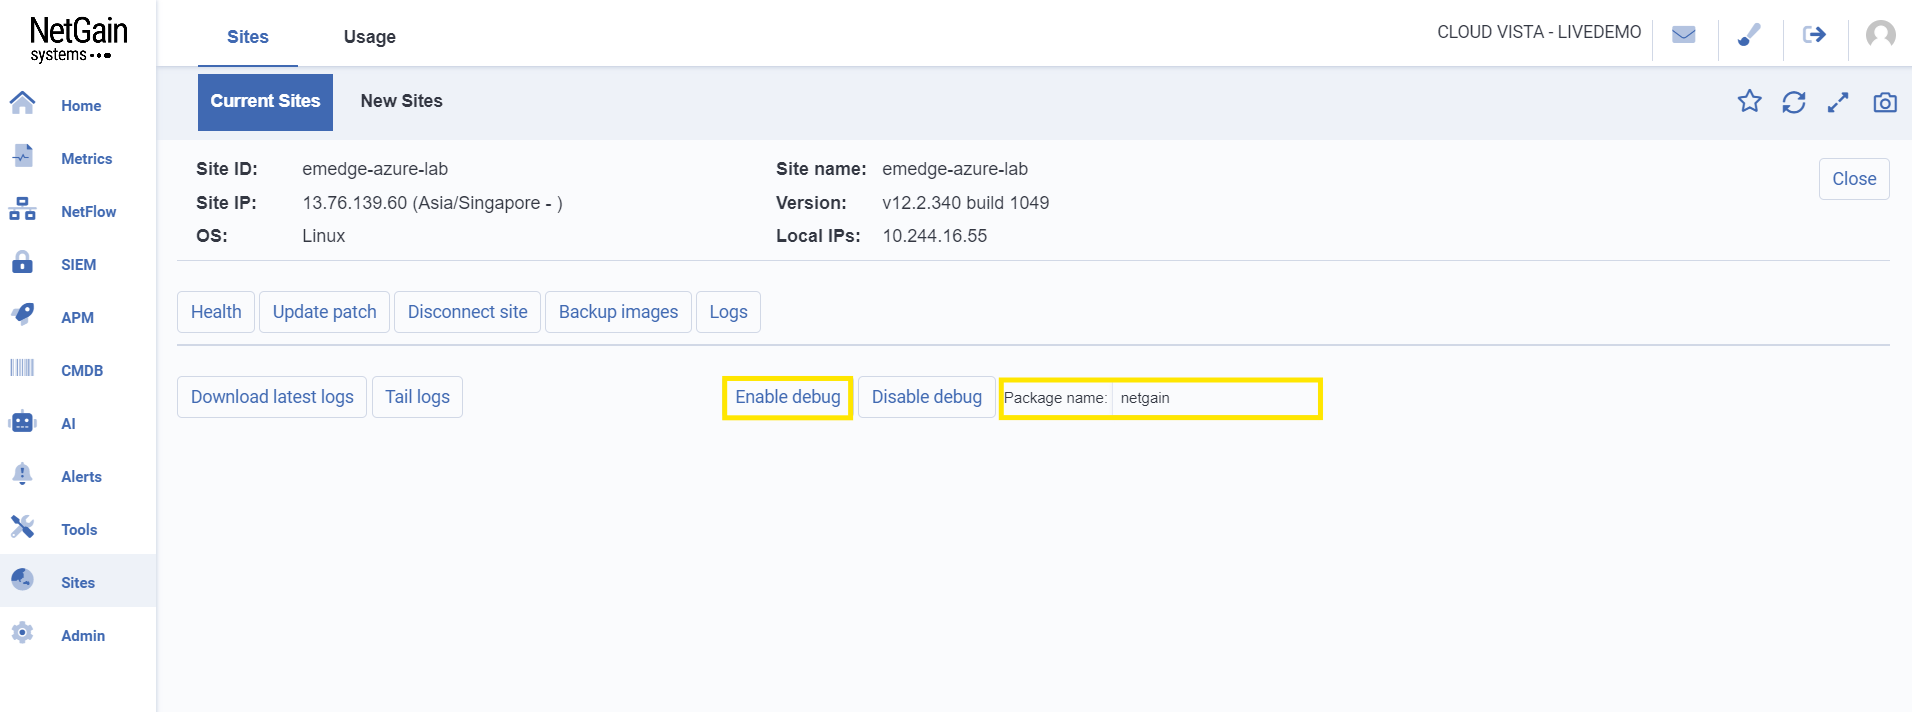 NetGain
systems
Sites
Usage
CLOUD VISTA - LIVEDEMO
Current Sites
New Sites
Home
Metrics
NetFlow
SIEM
APM
CMDB
AI
Alerts
Tools
Sites
Admin
Site ID: emedge-azure-lab
Site name: emedge-azure-lab
Close
Site IP: 13.76.139.60 (Asia/Singapore - )
Version: v12.2.340 build 1049
OS: Linux
Local IPs: 10.244.16.55
Health
Update patch
Disconnect site
Backup images
Logs
Download latest logs
Tail logs
Enable debug
Disable debug
Package name: netgain